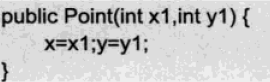 public Point(int x1,int y1) {
x=x1;y=y1;
}